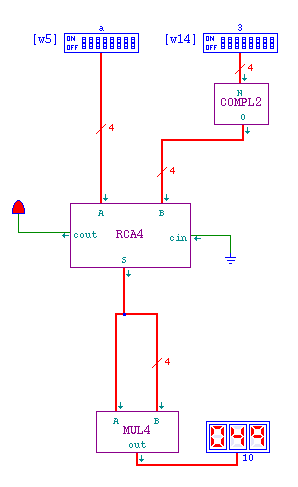 a 3
[w5] ON OFF [w14] ON OFF
4
N
COMPL2
O
4
4
A B
cout RCA4 cin
S
4
A B
MUL4
out
049
10